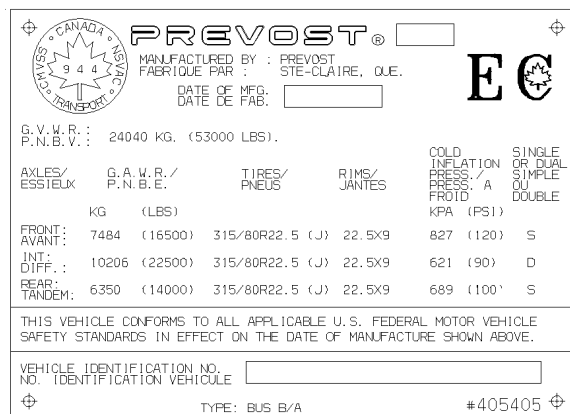 CANADA
CMVSS NSVAC
944
TRANSPORT
PREVOST®
MANUFACTURED BY : PREVOST
FABRIQUE PAR : STE-CLAIRE, QUE.
DATE OF MFG.
DATE DE FAB.
EC
G.V.W.R.:
P.N.B.V.: 24040 KG. (53000 LBS).
AXLES/ ESSIEUX
G.A.W.R./ P.N.B.E.
TIRES/ PNEUS
RIMS/ JANTES
COLD INFLATION PRESS./ PRESS. A FROID
SINGLE OR DUAL SIMPLE OU DOUBLE
KG (LBS) KPA (PSI)
FRONT: AVANT: 7484 (16500) 315/80R22.5 (J) 22.5X9 827 (120) S
INT: DIFF.: 10206 (22500) 315/80R22.5 (J) 22.5X9 621 (90) D
REAR: TANDEM: 6350 (14000) 315/80R22.5 (J) 22.5X9 689 (100) S
THIS VEHICLE CONFORMS TO ALL APPLICABLE U.S. FEDERAL MOTOR VEHICLE
SAFETY STANDARDS IN EFFECT ON THE DATE OF MANUFACTURE SHOWN ABOVE.
VEHICLE IDENTIFICATION NO.
NO. IDENTIFICATION VEHICULE
TYPE: BUS B/A #405405